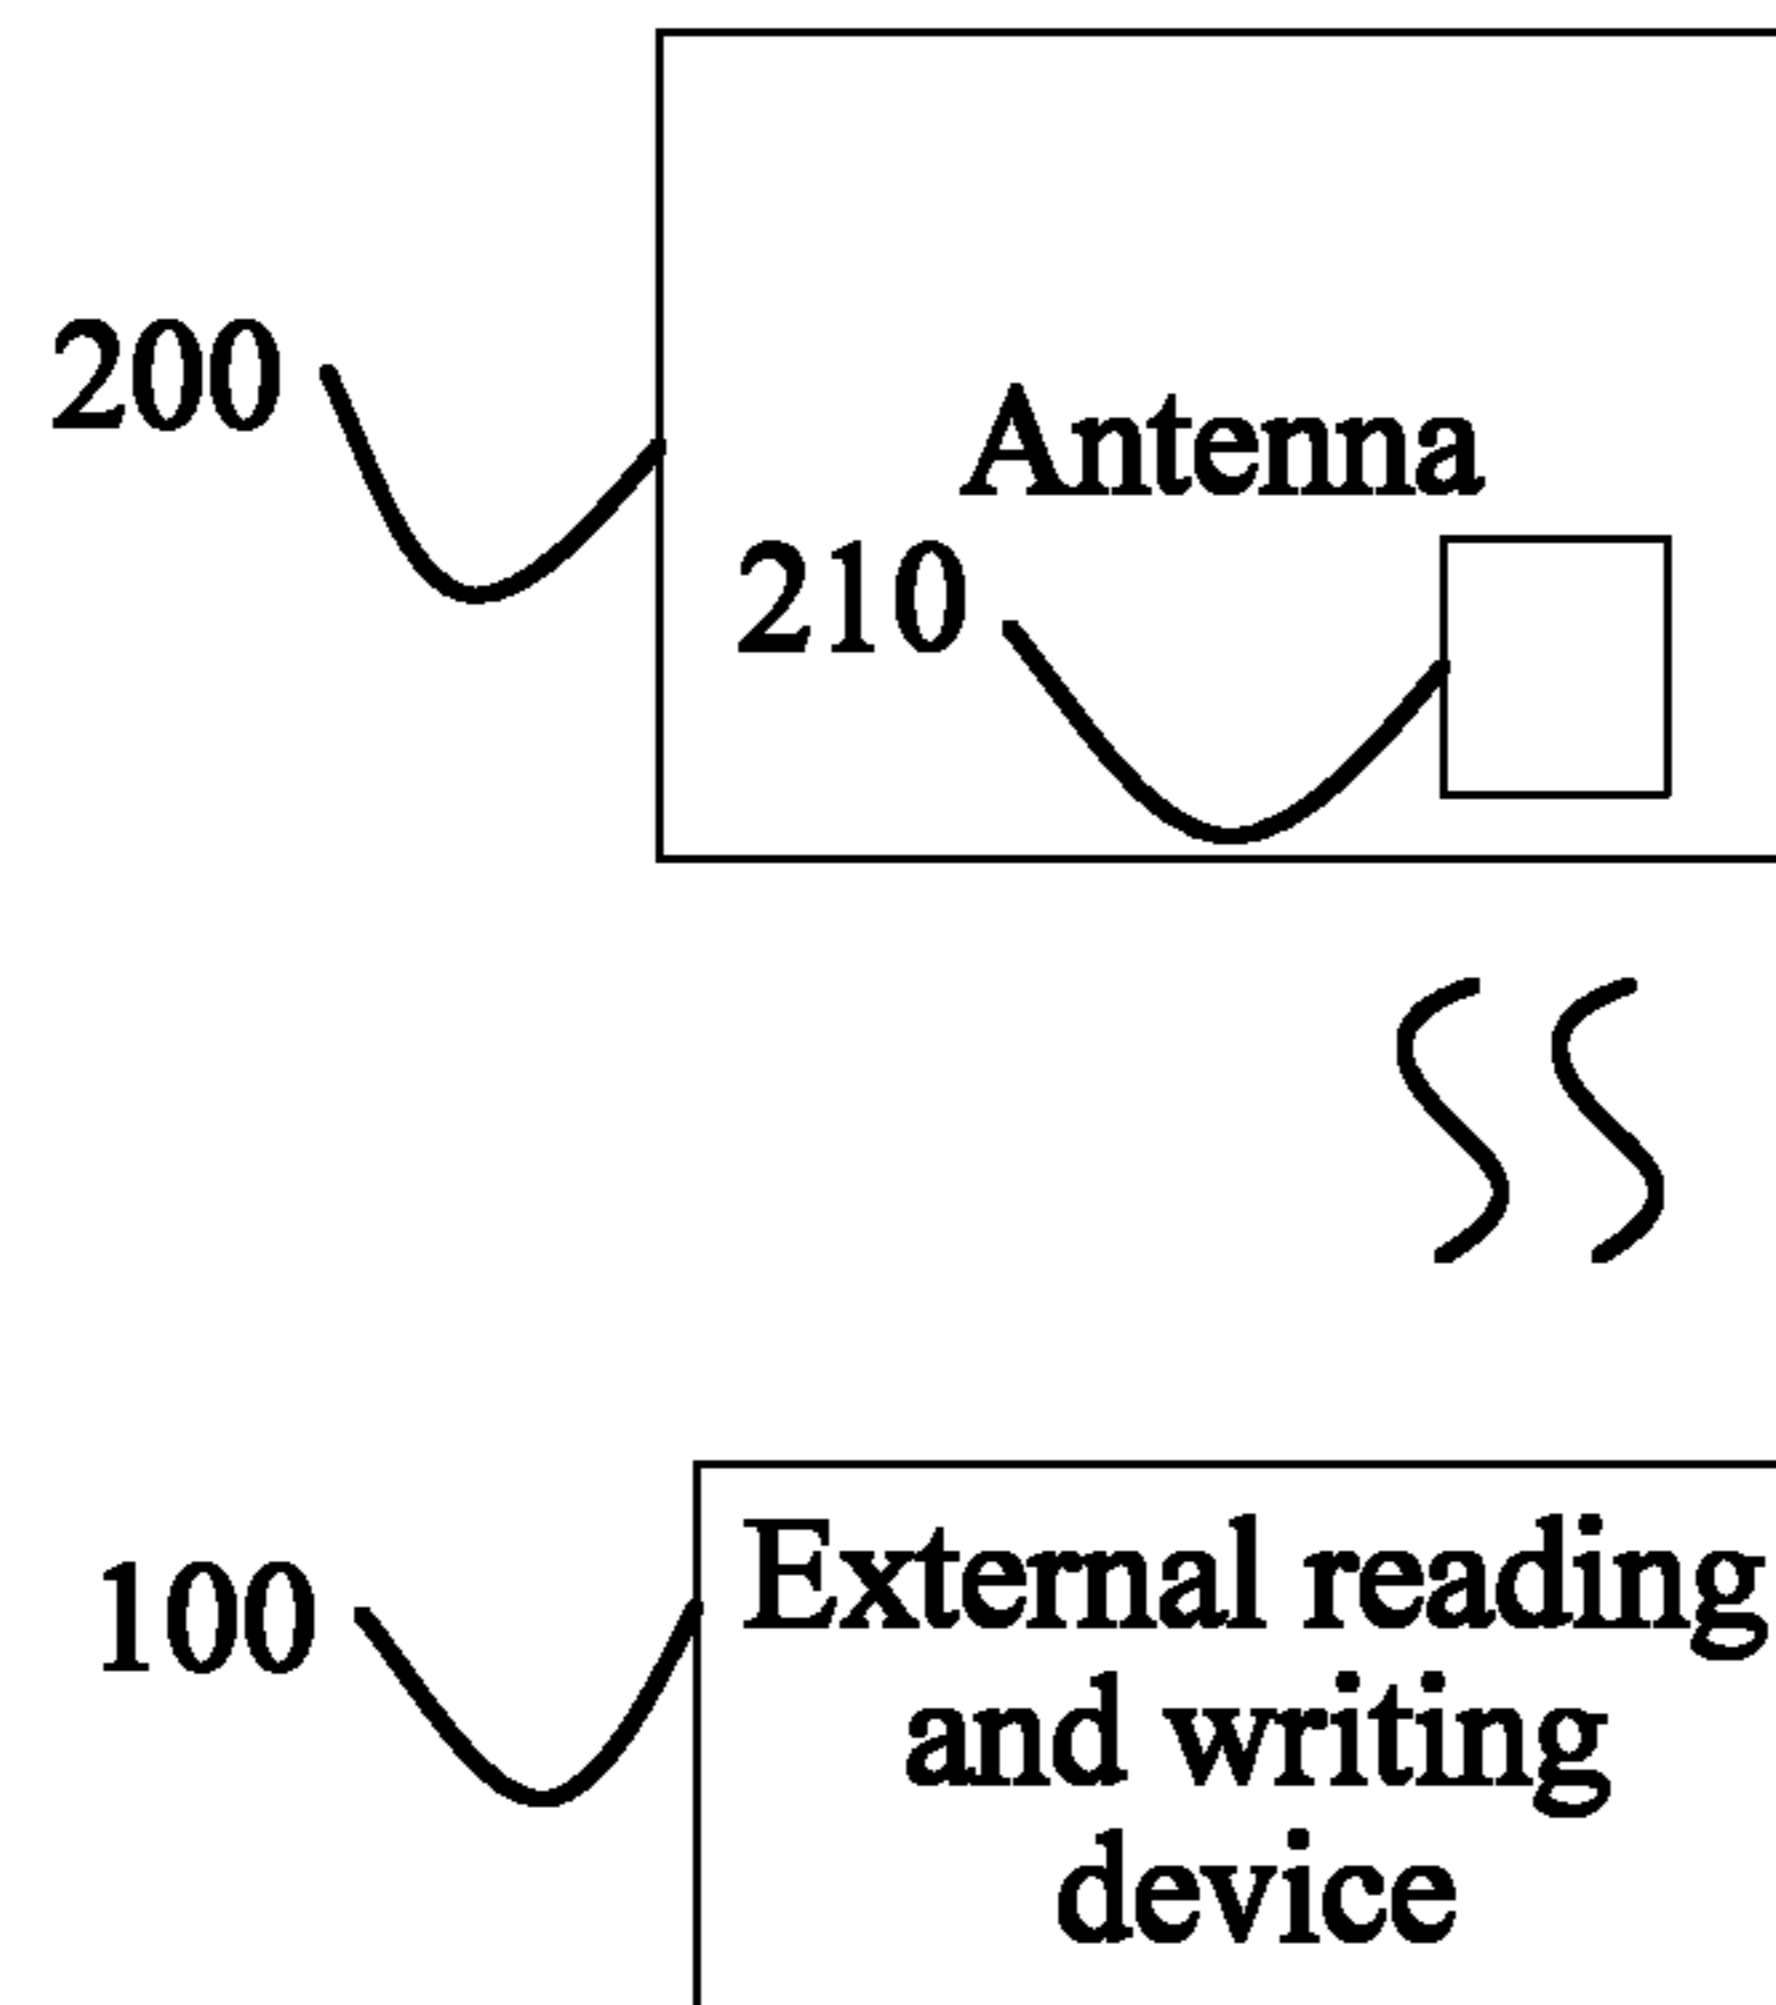 200
Antenna
210
100
External reading
and writing
device